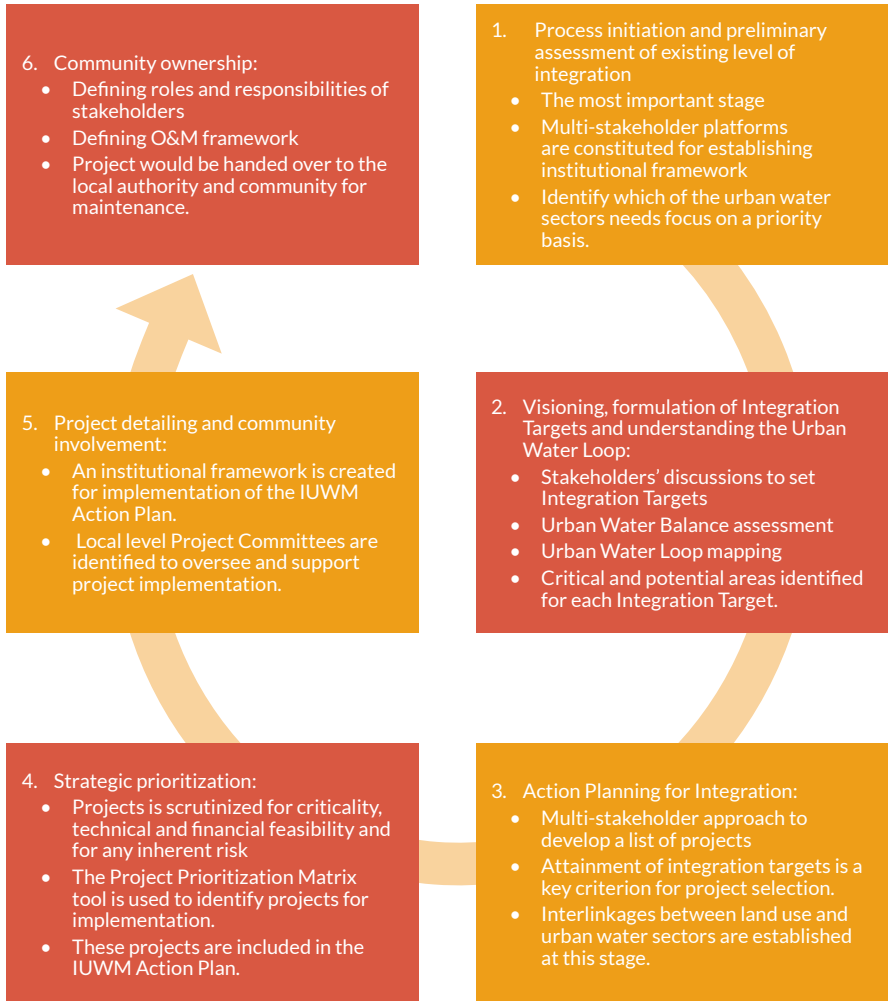 1. Process initiation and preliminary
assessment of existing level of
integration
• The most important stage
• Multi-stakeholder platforms
are constituted for establishing
institutional framework
• Identify which of the urban water
sectors needs focus on a priority
basis.
2. Visioning, formulation of Integration
Targets and understanding the Urban
Water Loop:
• Stakeholders’ discussions to set
Integration Targets
• Urban Water Balance assessment
• Urban Water Loop mapping
• Critical and potential areas identified
for each Integration Target.
3. Action Planning for Integration:
• Multi-stakeholder approach to
develop a list of projects
• Attainment of integration targets is a
key criterion for project selection.
• Interlinkages between land use and
urban water sectors are established
at this stage.
4. Strategic prioritization:
• Projects is scrutinized for criticality,
technical and financial feasibility and
for any inherent risk
• The Project Prioritization Matrix
tool is used to identify projects for
implementation.
• These projects are included in the
IUWM Action Plan.
5. Project detailing and community
involvement:
• An institutional framework is created
for implementation of the IUWM
Action Plan.
• Local level Project Committees are
identified to oversee and support
project implementation.
6. Community ownership:
• Defining roles and responsibilities of
stakeholders
• Defining O&M framework
• Project would be handed over to the
local authority and community for
maintenance.